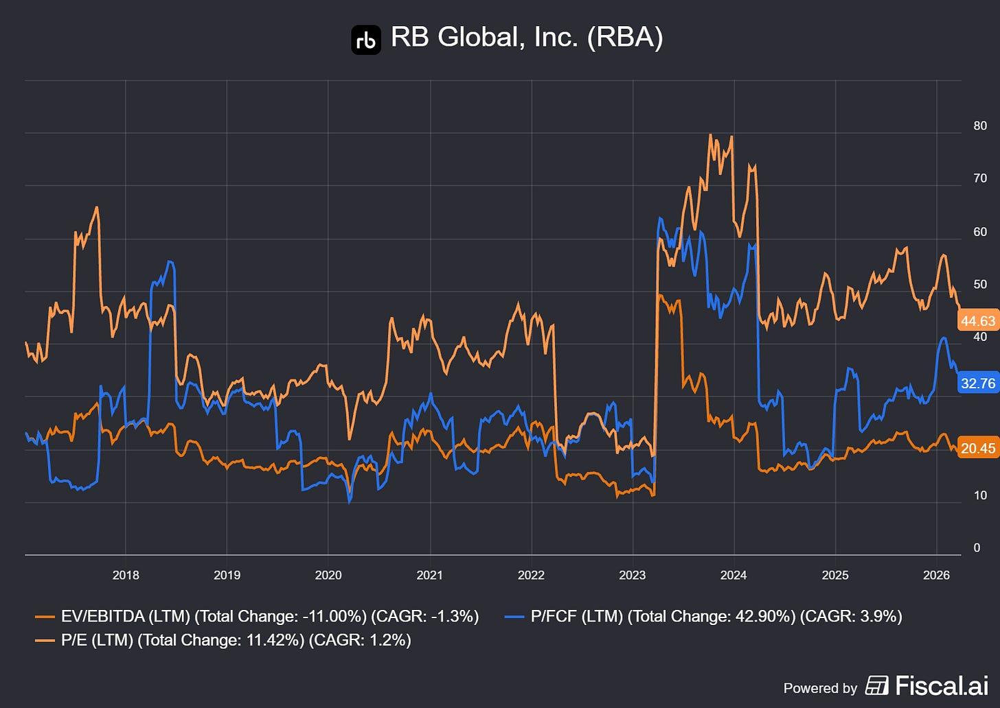 rb RB Global, Inc. (RBA)
80
70
60
50
44.63
40
32.76
20.45
10
0
2018 2019 2020 2021 2022 2023 2024 2025 2026
EV/EBITDA (LTM) (Total Change: -11.00%) (CAGR: -1.3%) P/FCF (LTM) (Total Change: 42.90%) (CAGR: 3.9%)
P/E (LTM) (Total Change: 11.42%) (CAGR: 1.2%)
Powered by Fiscal.ai